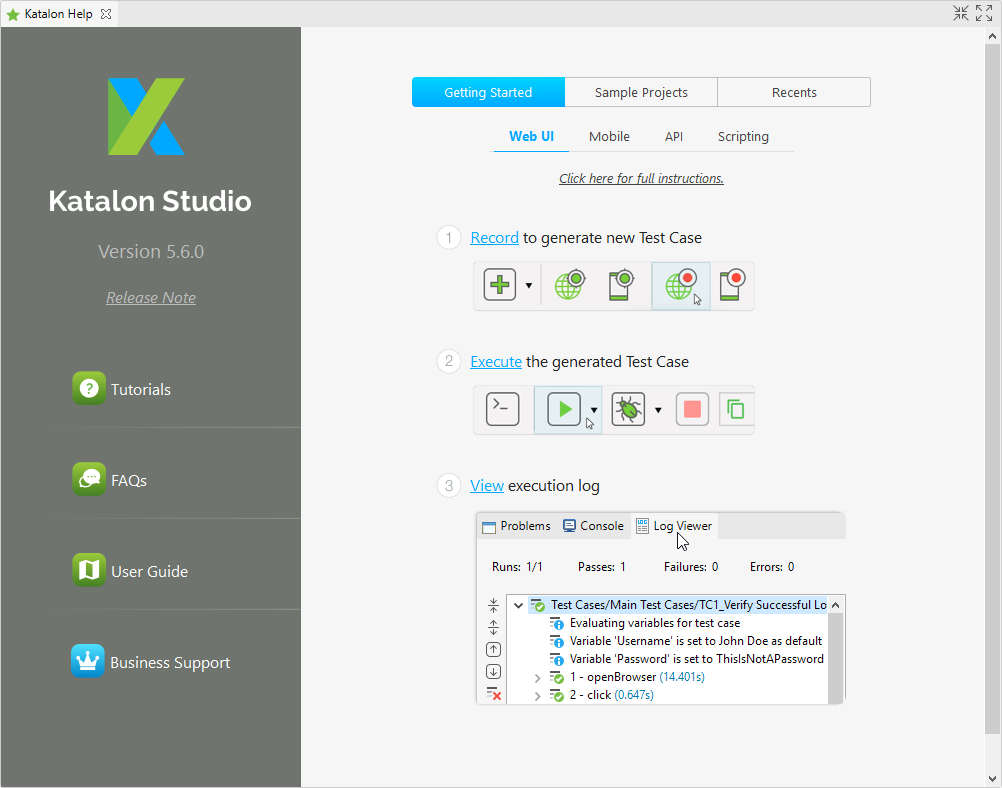 Katalon Help
Katalon Studio
Version 5.6.0
Release Note
Tutorials
FAQs
User Guide
Business Support
Getting Started Sample Projects Recents
Web UI Mobile API Scripting
Click here for full instructions.
1 Record to generate new Test Case
2 Execute the generated Test Case
3 View execution log
Problems Console Log Viewer
Runs: 1/1 Passes: 1 Failures: 0 Errors: 0
Test Cases/Main Test Cases/TC1_Verify Successful Lo
Evaluating variables for test case
Variable 'Username' is set to John Doe as default
Variable 'Password' is set to ThisIsNotAPassword
1 - openBrowser (14.401s)
2 - click (0.647s)